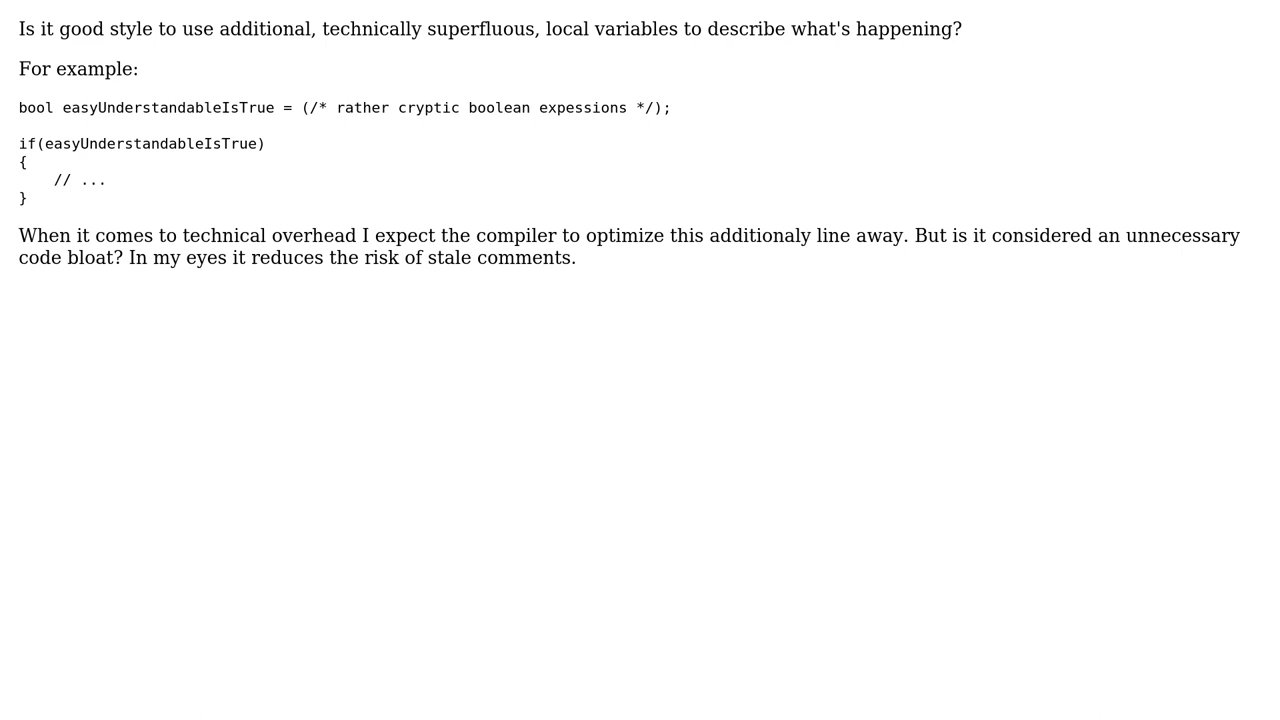 Is it good style to use additional, technically superfluous, local variables to describe what's happening?
For example:
bool easyUnderstandableIsTrue = (/* rather cryptic boolean expessions */);
if(easyUnderstandableIsTrue)
{
    // ...
}
When it comes to technical overhead I expect the compiler to optimize this additionaly line away. But is it considered an unnecessary
code bloat? In my eyes it reduces the risk of stale comments.